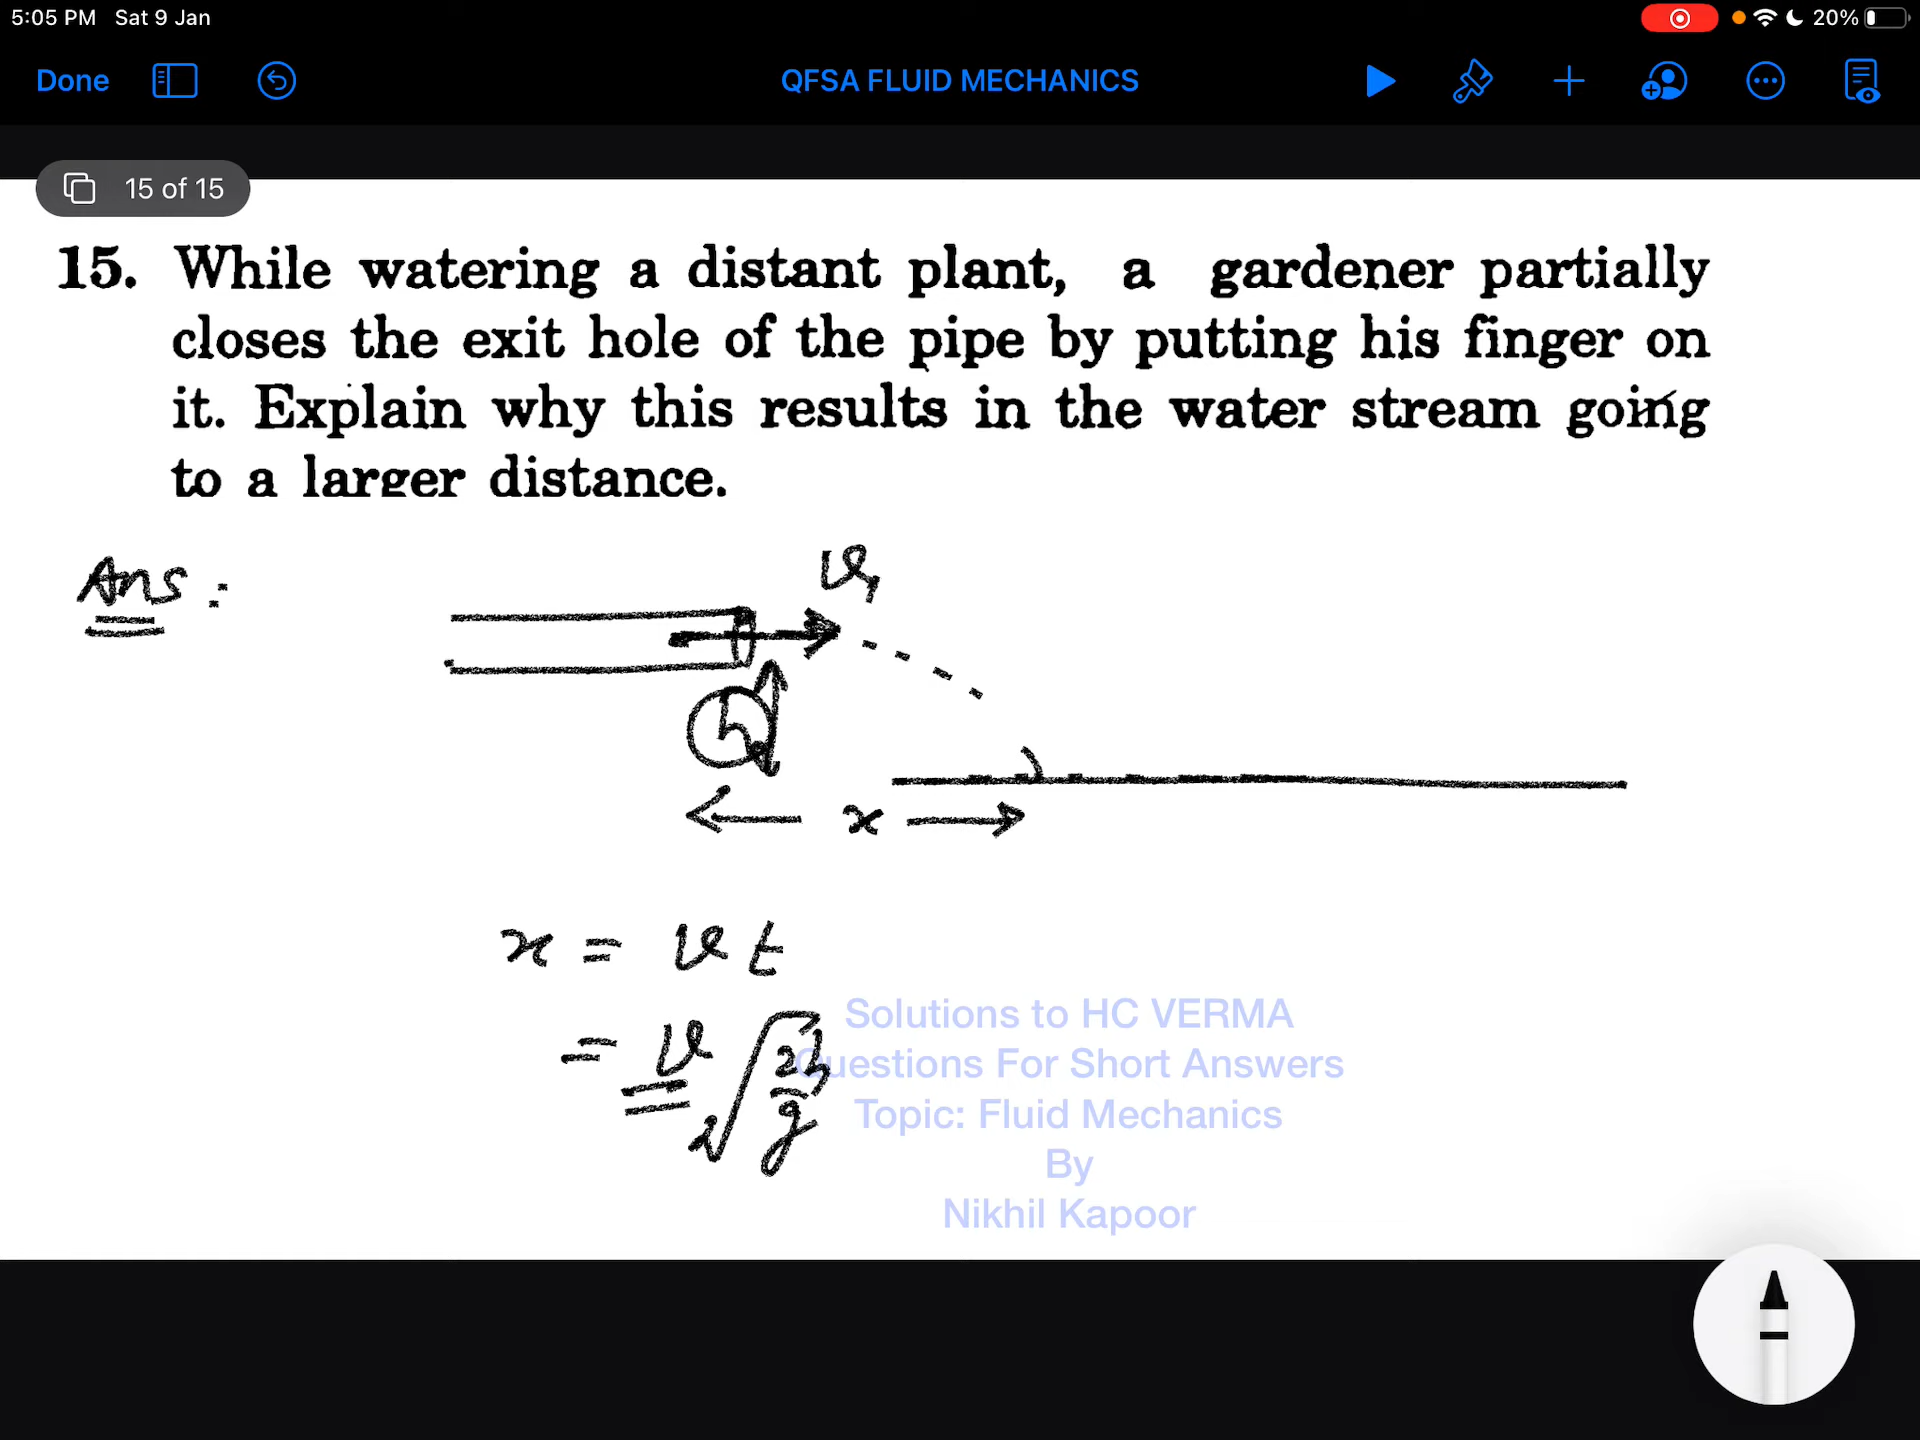 5:05 PM Sat 9 Jan
20%
Done
QFSA FLUID MECHANICS
15 of 15
15. While watering a distant plant, a gardener partially
closes the exit hole of the pipe by putting his finger on
it. Explain why this results in the water stream going
to a larger distance.
Ans :
v₁
h
x
x = v t
= v √(2h/g)
Solutions to HC VERMA
Questions For Short Answers
Topic: Fluid Mechanics
By
Nikhil Kapoor